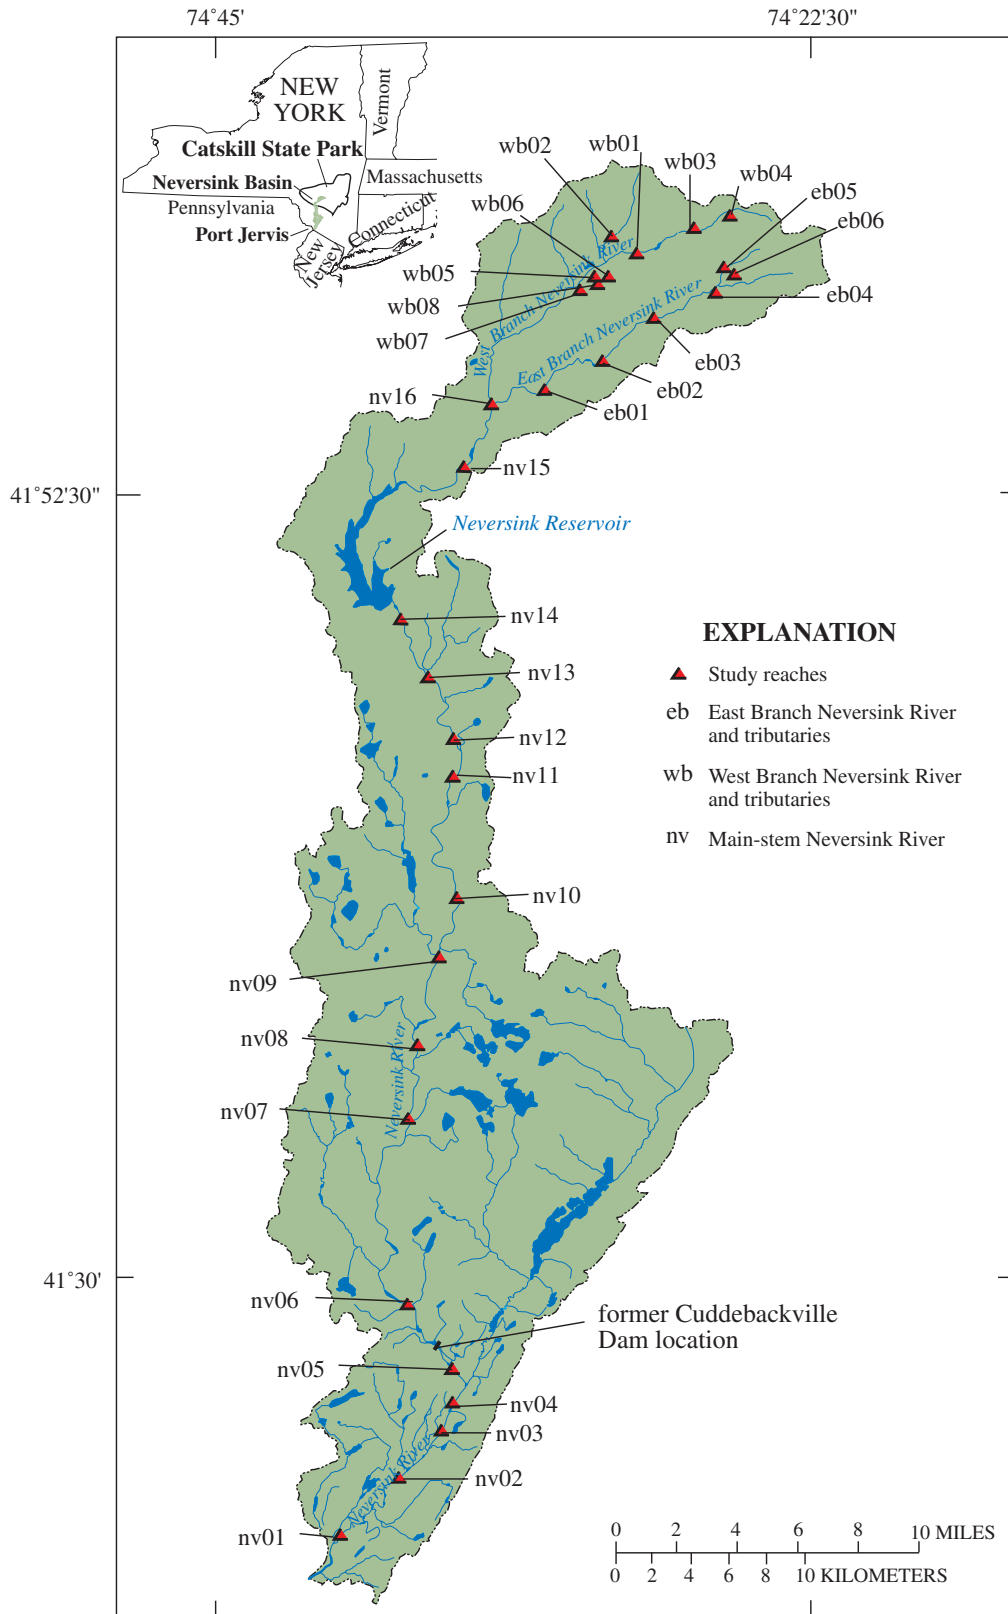 74°45'
74°22'30"
NEW
YORK
Vermont
Catskill State Park
Massachusetts
Neversink Basin
Pennsylvania
Connecticut
Port Jervis
New
Jersey
wb02
wb01
wb03
wb04
eb05
wb06
eb06
wb05
West Branch Neversink River
eb04
wb08
wb07
East Branch Neversink River
eb03
eb02
nv16
eb01
nv15
41°52'30"
Neversink Reservoir
nv14
EXPLANATION
nv13
Study reaches
eb East Branch Neversink River
and tributaries
nv12
nv11
wb West Branch Neversink River
and tributaries
nv Main-stem Neversink River
nv10
nv09
nv08
Neversink River
nv07
41°30'
nv06
former Cuddebackville
Dam location
nv05
nv04
nv03
Neversink River
nv02
nv01
0 2 4 6 8 10 MILES
0 2 4 6 8 10 KILOMETERS